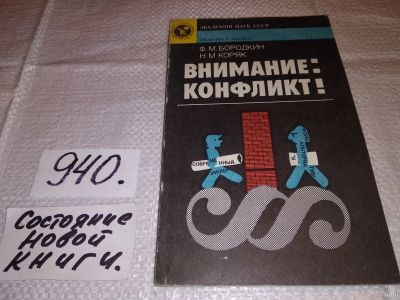 АКАДЕМИЯ НАУК СССР
Ф. М. БОРОДКИН
Н. М. КОРЯК
ВНИМАНИЕ:
КОНФЛИКТ!
940.
Состояние
новой
книги.